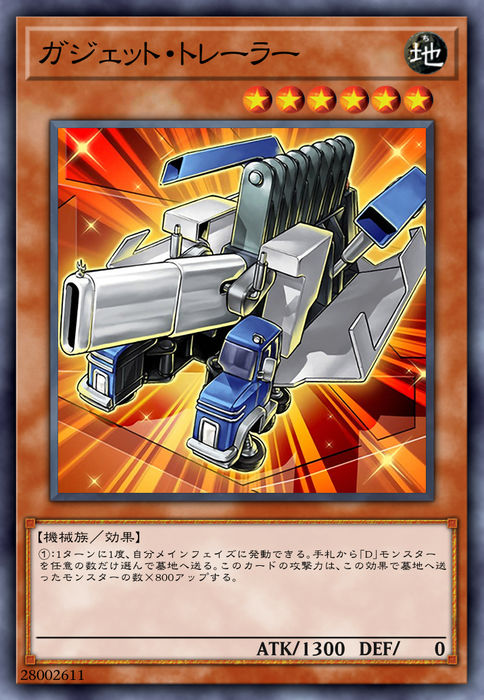 ガジェット・トレーラー
ち
地
【機械族／効果】
①：1ターンに1度、自分メインフェイズに発動できる。手札から「D」モンスター
を任意の数だけ選んで墓地へ送る。このカードの攻撃力は、この効果で墓地へ送
ったモンスターの数×800アップする。
ATK/1300 DEF/ 0
28002611